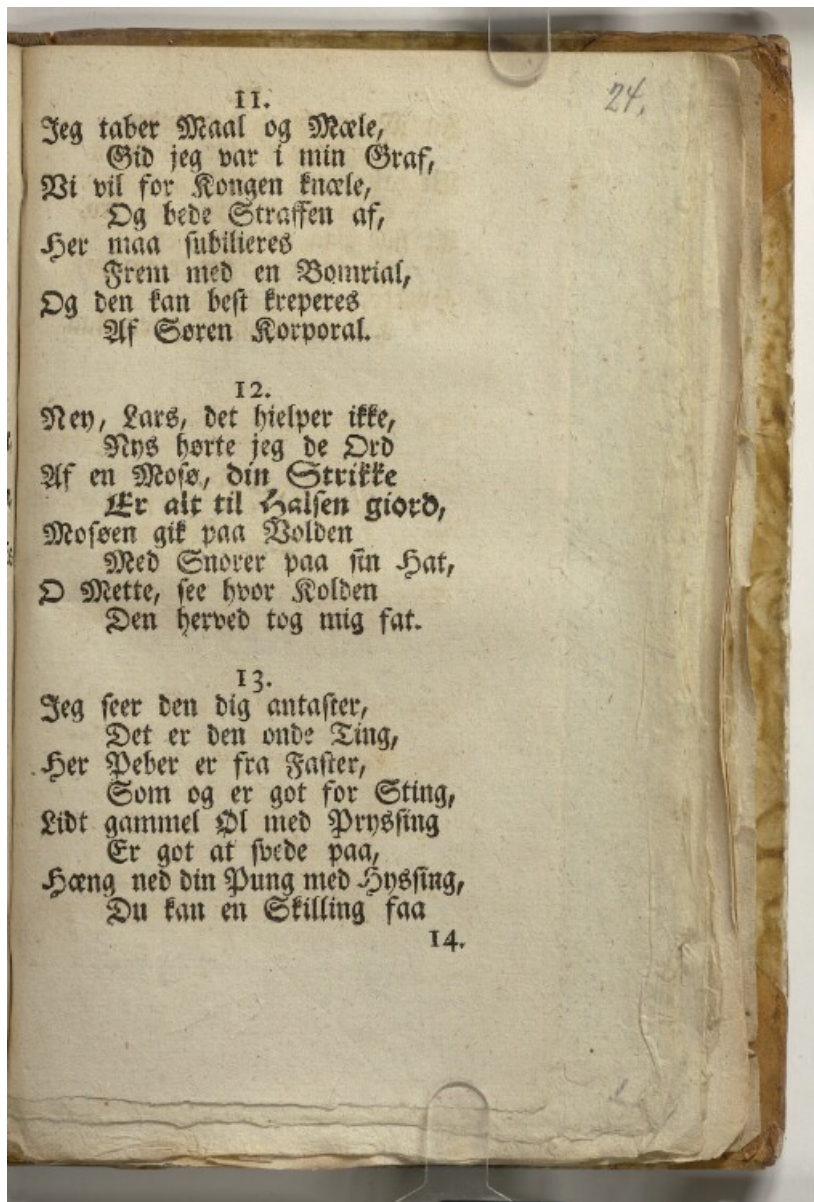 24.
11.
Jeg taber Maal og Mæle,
Gid jeg var i min Graf,
Vi vil for Kongen knæle,
Og bede Straffen af,
Her maa subilieres
Frem med en Bomrial,
Og den kan best kreperes
Af Søren Korporal.
12.
Ney, Lars, det hielper ikke,
Nys hørte jeg de Ord
Af en Mosø, din Strikke
Er alt til Halsen giord,
Mosøen gik paa Volden
Med Snorer paa sin Hat,
O Mette, see hvor Kolden
Den herved tog mig fat.
13.
Jeg seer den dig antaster,
Det er den onde Ting,
Her Peber er fra Faster,
Som og er got for Sting,
Lidt gammel Øl med Pryssing
Er got at svede paa,
Hæng ned din Pung med Hyssing,
Du kan en Skilling faa
14.